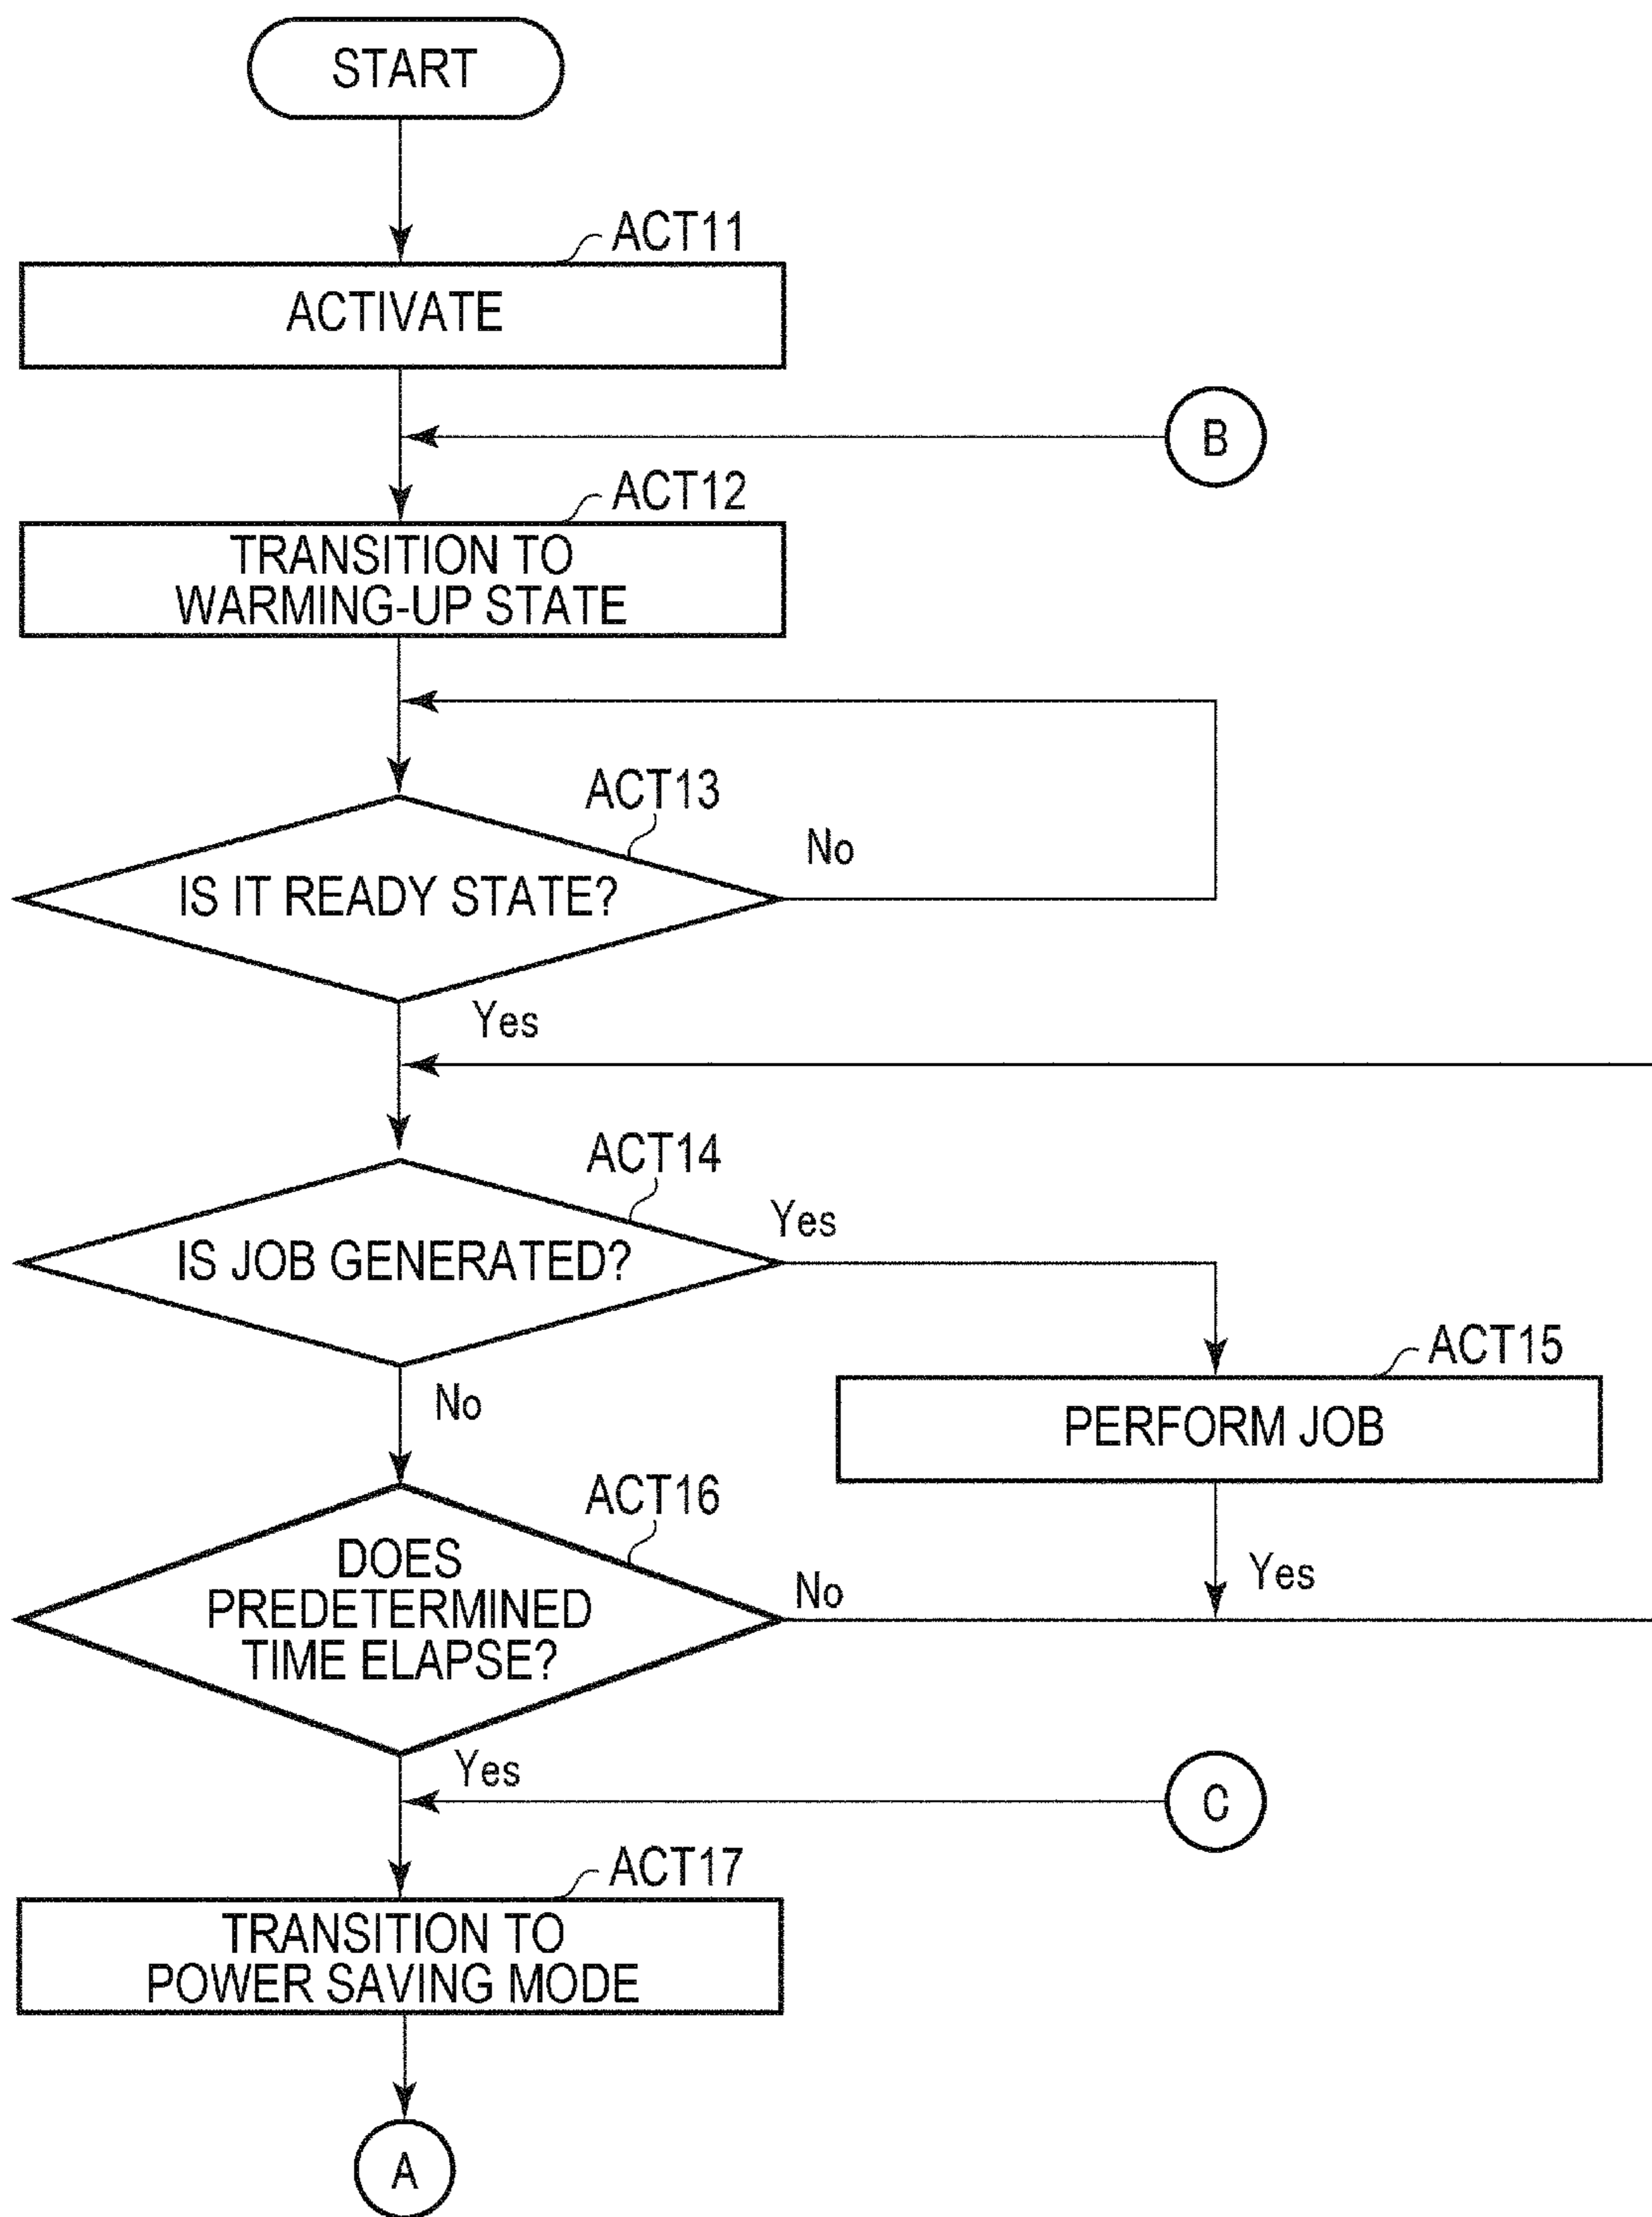 START
ACT11
ACTIVATE
B
ACT12
TRANSITION TO
WARMING-UP STATE
ACT13
No
IS IT READY STATE?
Yes
ACT14
Yes
IS JOB GENERATED?
ACT15
No
PERFORM JOB
ACT16
DOES
PREDETERMINED
TIME ELAPSE?
No
Yes
Yes
C
ACT17
TRANSITION TO
POWER SAVING MODE
A